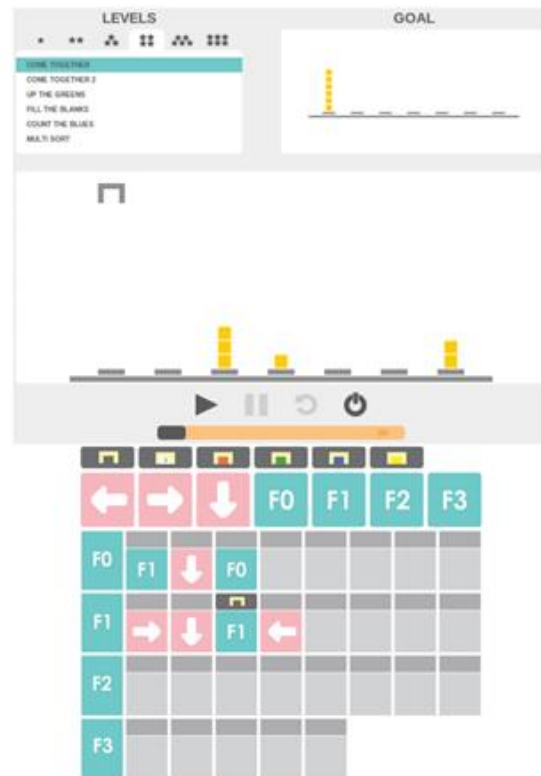 LEVELS
GOAL
COME TOGETHER
COME TOGETHER 2
UP THE GREENS
FILL THE BLANKS
COUNT THE BLUES
MULTI SORT
F0 F1 F2 F3
F0 F1 F0
F1 F1
F2
F3